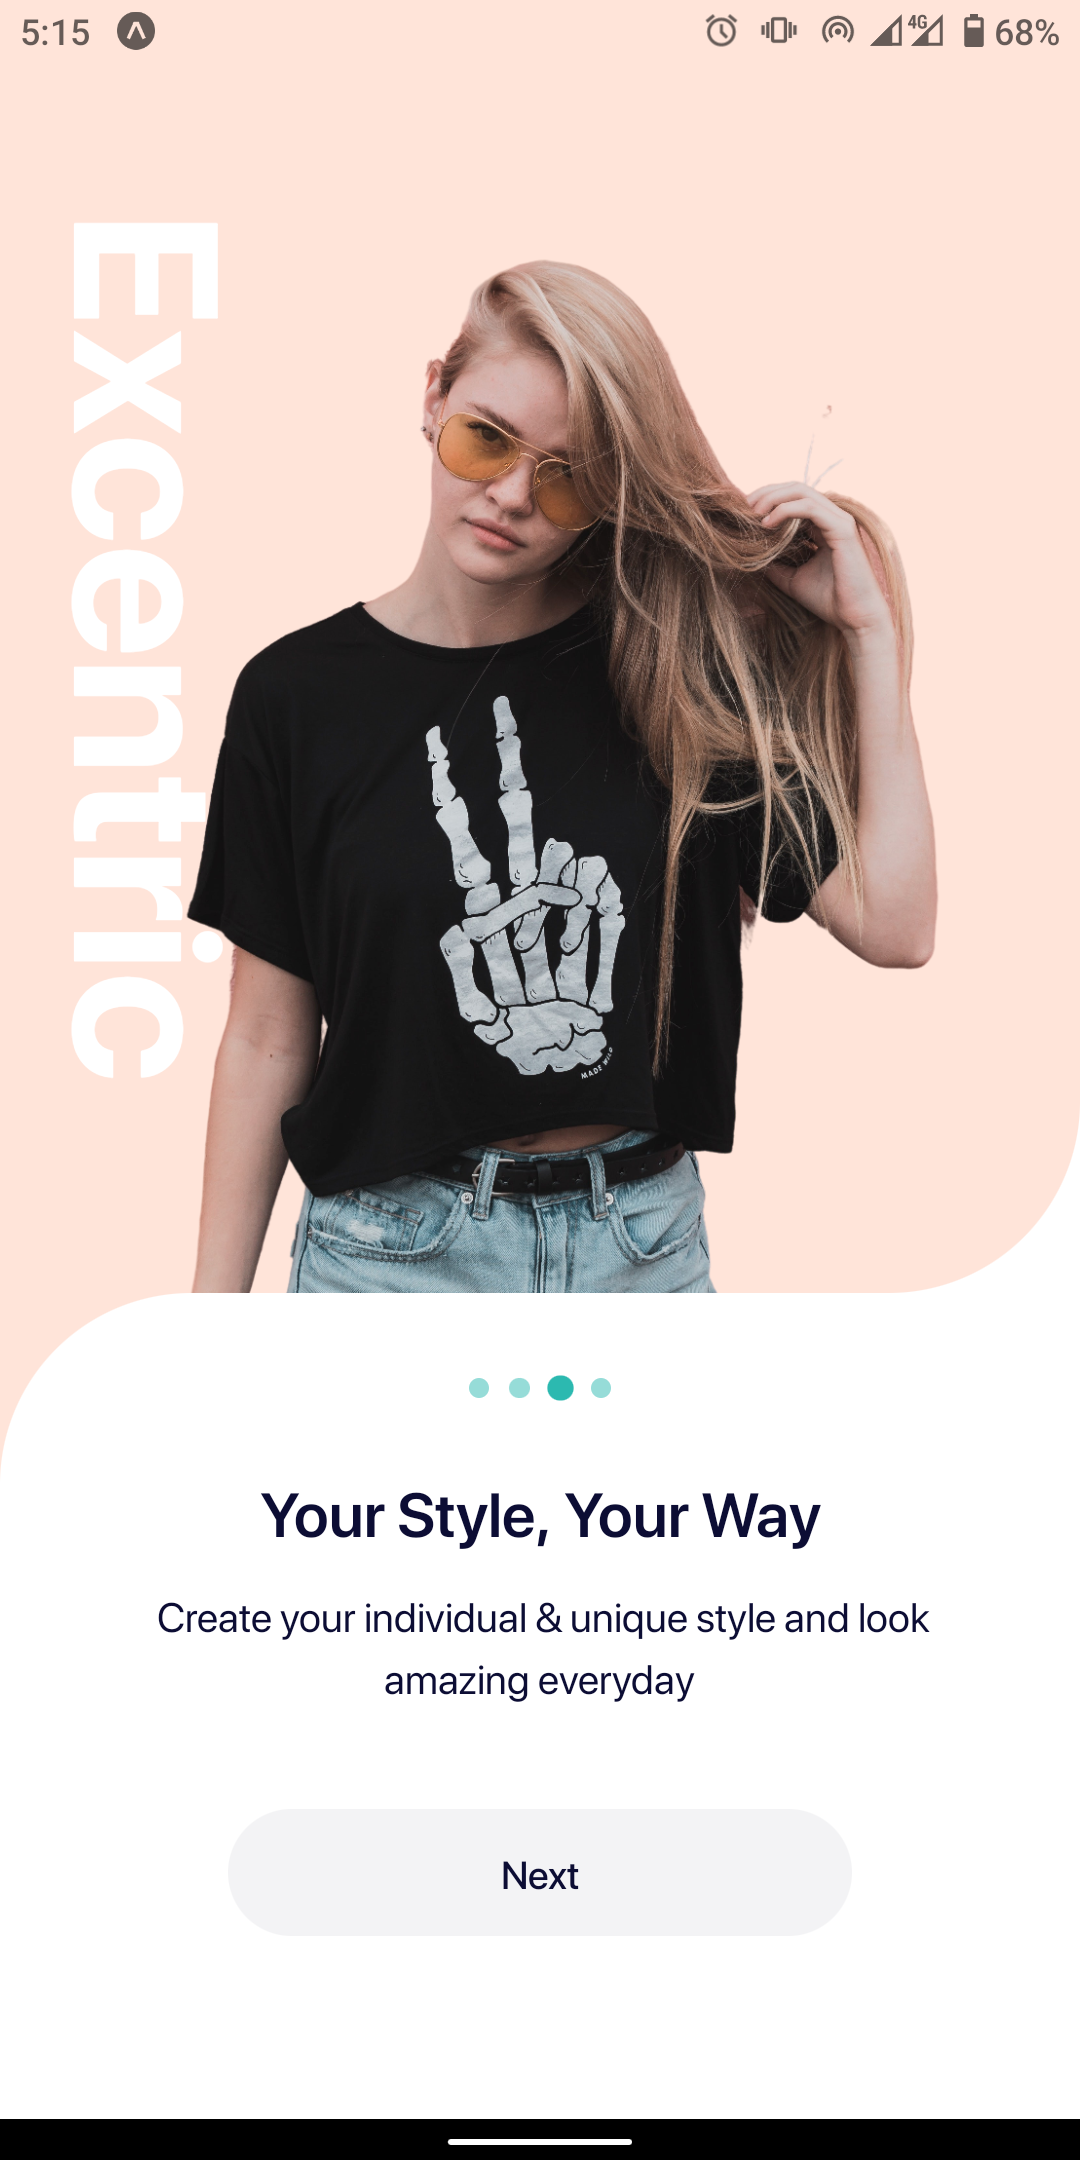 5:15
4G
68%
Excentric
MADE WILD
Your Style, Your Way
Create your individual & unique style and look
amazing everyday
Next